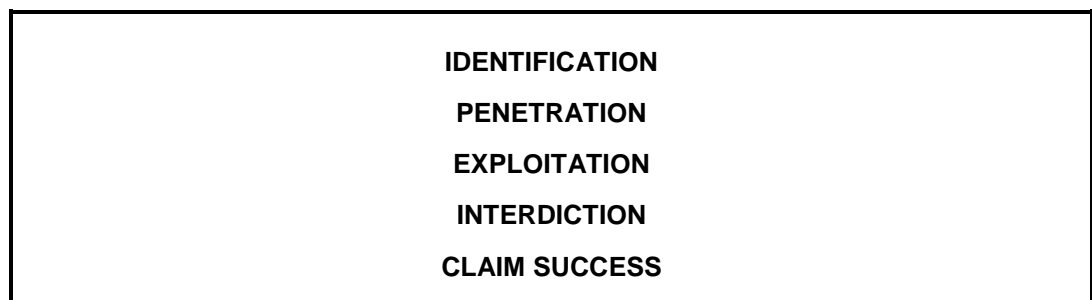 IDENTIFICATION
PENETRATION
EXPLOITATION
INTERDICTION
CLAIM SUCCESS